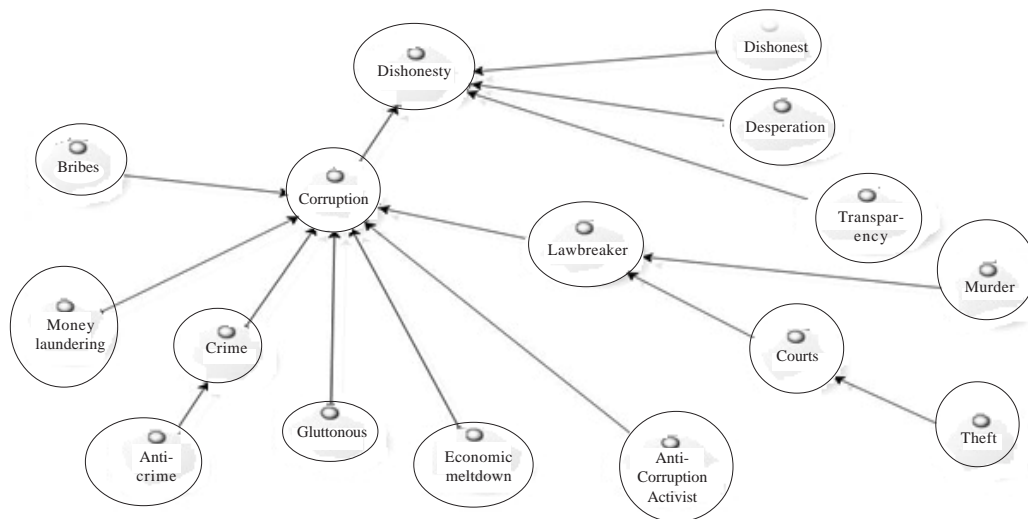 Dishonest
Dishonesty
Desperation
Bribes
Corruption
Transpar-
ency
Lawbreaker
Murder
Money
laundering
Crime
Courts
Gluttonous
Theft
Anti-
crime
Economic
meltdown
Anti-
Corruption
Activist